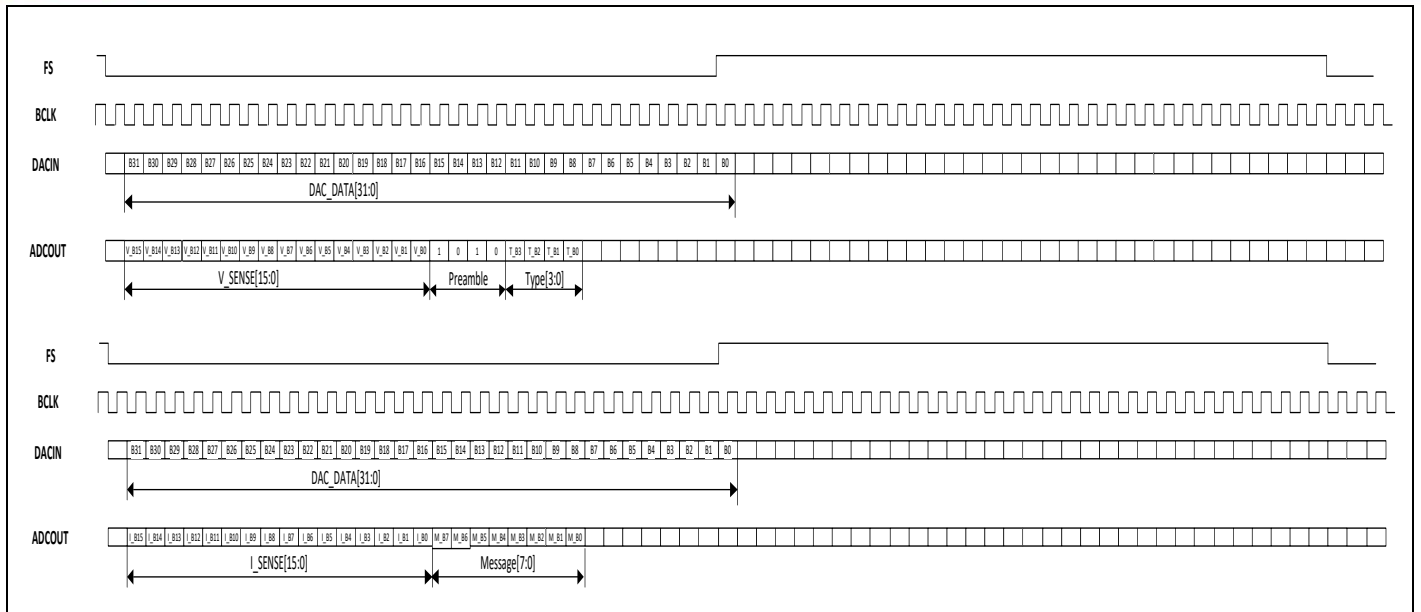 FS
BCLK
DACIN B31 B30 B29 B28 B27 B26 B25 B24 B23 B22 B21 B20 B19 B18 B17 B16 B15 B14 B13 B12 B11 B10 B9 B8 B7 B6 B5 B4 B3 B2 B1 B0
DAC_DATA[31:0]
ADCOUT V_B15 V_B14 V_B13 V_B12 V_B11 V_B10 V_B9 V_B8 V_B7 V_B6 V_B5 V_B4 V_B3 V_B2 V_B1 V_B0 1 0 1 0 T_B3 T_B2 T_B1 T_B0
V_SENSE[15:0] Preamble Type[3:0]
FS
BCLK
DACIN B31 B30 B29 B28 B27 B26 B25 B24 B23 B22 B21 B20 B19 B18 B17 B16 B15 B14 B13 B12 B11 B10 B9 B8 B7 B6 B5 B4 B3 B2 B1 B0
DAC_DATA[31:0]
ADCOUT I_B15 I_B14 I_B13 I_B12 I_B11 I_B10 I_B9 I_B8 I_B7 I_B6 I_B5 I_B4 I_B3 I_B2 I_B1 I_B0 M_B7 M_B6 M_B5 M_B4 M_B3 M_B2 M_B1 M_B0
I_SENSE[15:0] Message[7:0]